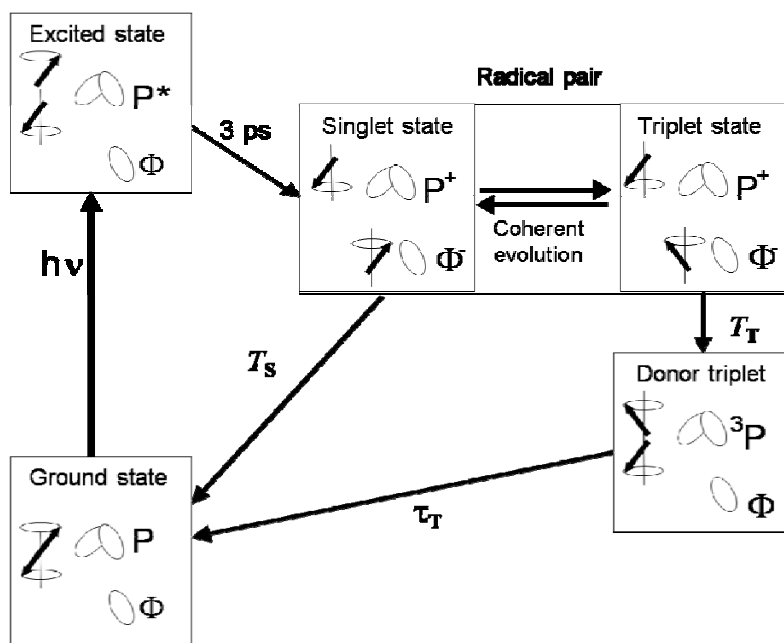 Excited state
P*
Φ
3 ps
Radical pair
Singlet state
P+
Φ-
Coherent
evolution
Triplet state
P+
Φ-
hν
TS
TT
Donor triplet
3P
Φ
τT
Ground state
P
Φ